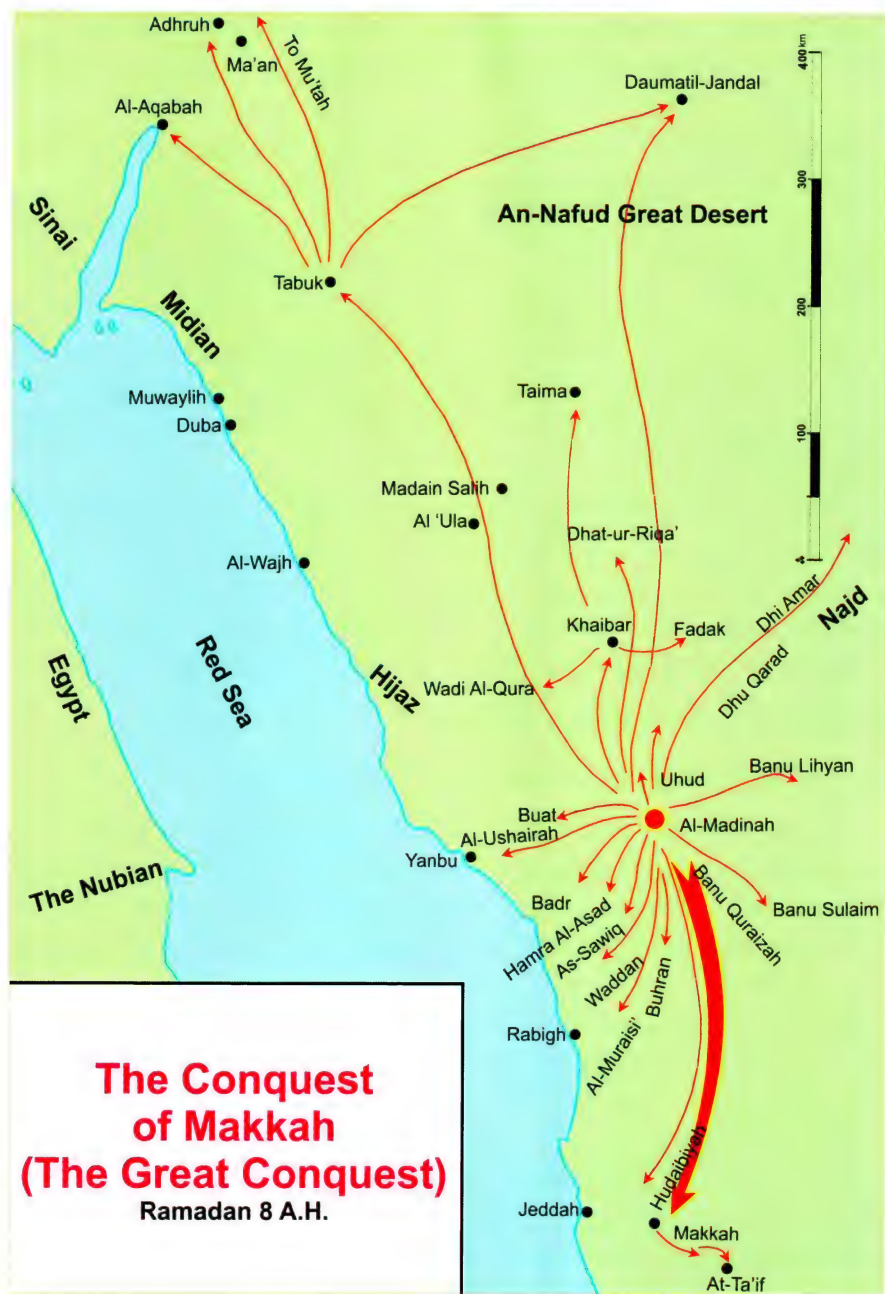 Adhruh
Ma'an
To Mu'tah
Al-Aqabah
Daumatil-Jandal
400 km
300
200
100
Sinai
An-Nafud Great Desert
Tabuk
Midian
Muwaylih
Duba
Taima
Madain Salih
Al 'Ula
Dhat-ur-Riqa'
Al-Wajh
Khaibar
Fadak
Dhi Amar
Najd
Dhu Qarad
Wadi Al-Qura
Hijaz
Red Sea
Egypt
Uhud
Banu Lihyan
Buat
Al-Madinah
Al-Ushairah
Yanbu
The Nubian
Badr
Hamra Al-Asad
As-Sawiq
Waddan
Buhran
Al-Muraisi'
Banu Quraizah
Banu Sulaim
Rabigh
The Conquest
of Makkah
(The Great Conquest)
Ramadan 8 A.H.
Hudaibiyah
Jeddah
Makkah
At-Ta'if